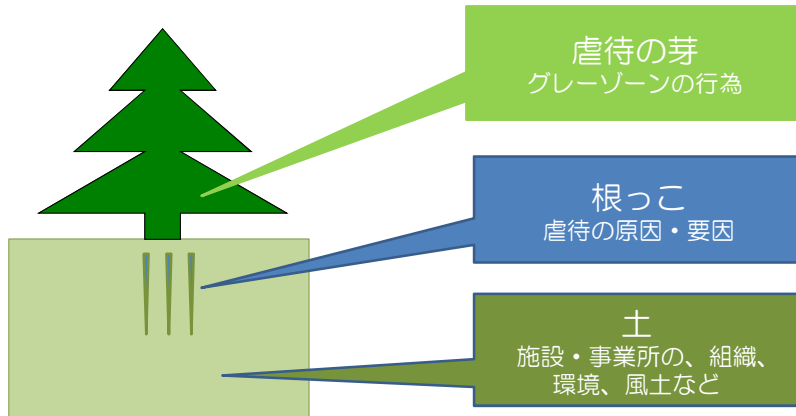 虐待の芽
グレーゾーンの行為
根っこ
虐待の原因・要因
土
施設・事業所の、組織、
環境、風土など